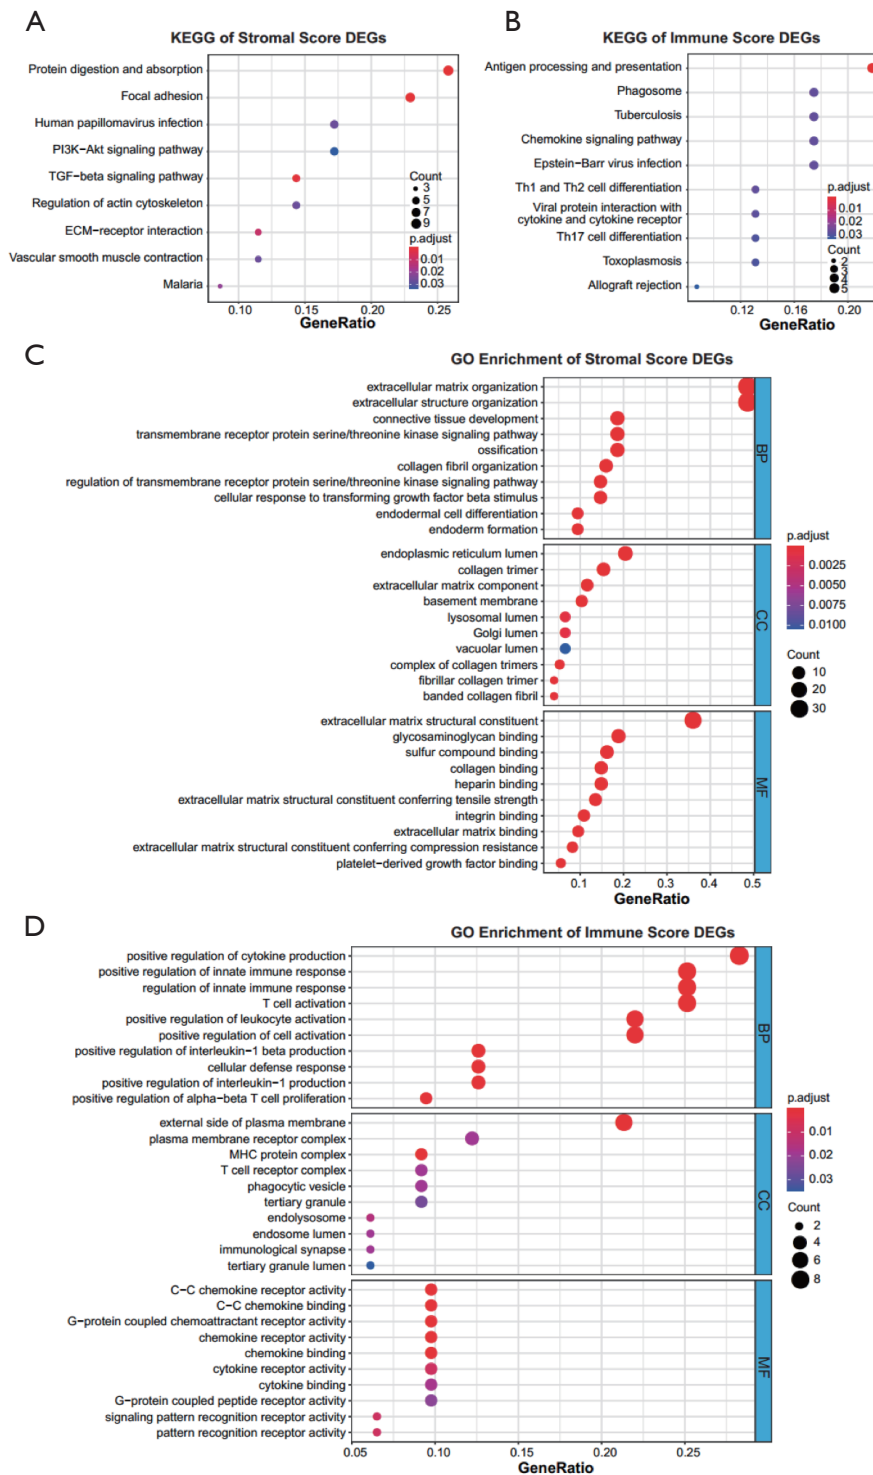 A
KEGG of Stromal Score DEGs
Protein digestion and absorption
Focal adhesion
Human papillomavirus infection
PI3K−Akt signaling pathway
TGF−beta signaling pathway
Regulation of actin cytoskeleton
ECM−receptor interaction
Vascular smooth muscle contraction
Malaria
Count
3
5
7
9
p.adjust
0.01
0.02
0.03
0.10
0.15
0.20
0.25
GeneRatio
B
KEGG of Immune Score DEGs
Antigen processing and presentation
Phagosome
Tuberculosis
Chemokine signaling pathway
Epstein−Barr virus infection
Th1 and Th2 cell differentiation
Viral protein interaction with
cytokine and cytokine receptor
Th17 cell differentiation
Toxoplasmosis
Allograft rejection
p.adjust
0.01
0.02
0.03
Count
2
3
4
5
0.12
0.16
0.20
GeneRatio
C
GO Enrichment of Stromal Score DEGs
extracellular matrix organization
extracellular structure organization
connective tissue development
transmembrane receptor protein serine/threonine kinase signaling pathway
ossification
collagen fibril organization
regulation of transmembrane receptor protein serine/threonine kinase signaling pathway
cellular response to transforming growth factor beta stimulus
endodermal cell differentiation
endoderm formation
BP
endoplasmic reticulum lumen
collagen trimer
extracellular matrix component
basement membrane
lysosomal lumen
Golgi lumen
vacuolar lumen
complex of collagen trimers
fibrillar collagen trimer
banded collagen fibril
CC
extracellular matrix structural constituent
glycosaminoglycan binding
sulfur compound binding
collagen binding
heparin binding
extracellular matrix structural constituent conferring tensile strength
integrin binding
extracellular matrix binding
extracellular matrix structural constituent conferring compression resistance
platelet−derived growth factor binding
MF
0.1
0.2
0.3
0.4
0.5
GeneRatio
p.adjust
0.0025
0.0050
0.0075
0.0100
Count
10
20
30
D
GO Enrichment of Immune Score DEGs
positive regulation of cytokine production
positive regulation of innate immune response
regulation of innate immune response
T cell activation
positive regulation of leukocyte activation
positive regulation of cell activation
positive regulation of interleukin−1 beta production
cellular defense response
positive regulation of interleukin−1 production
positive regulation of alpha−beta T cell proliferation
BP
external side of plasma membrane
plasma membrane receptor complex
MHC protein complex
T cell receptor complex
phagocytic vesicle
tertiary granule
endolysosome
endosome lumen
immunological synapse
tertiary granule lumen
CC
C−C chemokine receptor activity
C−C chemokine binding
G−protein coupled chemoattractant receptor activity
chemokine receptor activity
chemokine binding
cytokine receptor activity
cytokine binding
G−protein coupled peptide receptor activity
signaling pattern recognition receptor activity
pattern recognition receptor activity
MF
0.05
0.10
0.15
0.20
0.25
GeneRatio
p.adjust
0.01
0.02
0.03
Count
2
4
6
8